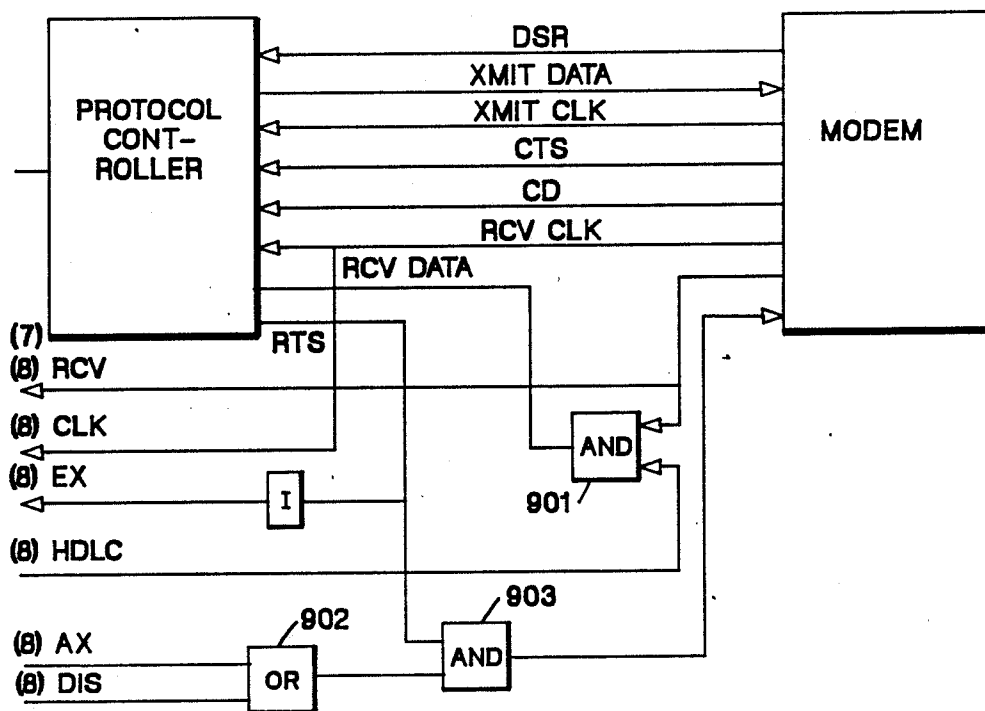 DSR
XMIT DATA
XMIT CLK
CTS
CD
RCV CLK
RCV DATA
RTS
PROTOCOL
CONT-
ROLLER
MODEM
(7)
(8) RCV
(8) CLK
(8) EX
I
AND
901
(8) HDLC
903
902
(8) AX
AND
(8) DIS
OR